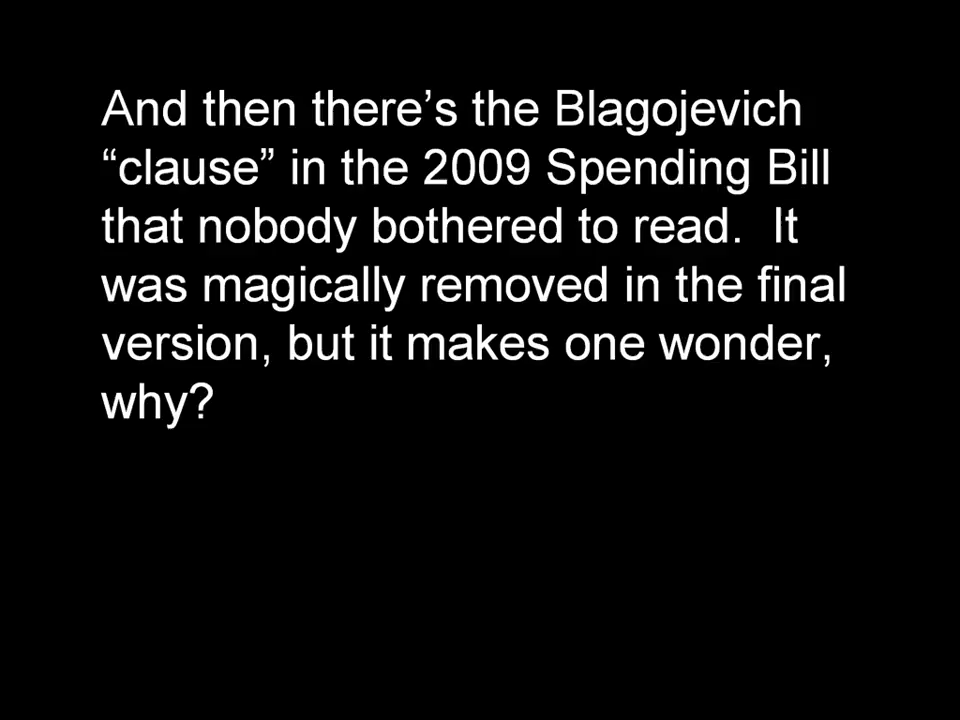 And then there’s the Blagojevich
“clause” in the 2009 Spending Bill
that nobody bothered to read.  It
was magically removed in the final
version, but it makes one wonder,
why?